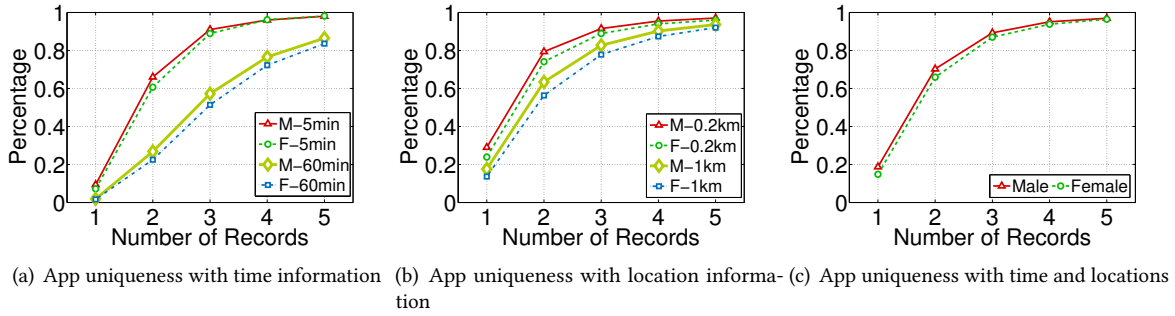 1
0.8
0.6
0.4
0.2
0
Percentage
1 2 3 4 5
Number of Records
M−5min
F−5min
M−60min
F−60min
(a) App uniqueness with time information
1
0.8
0.6
0.4
0.2
0
Percentage
1 2 3 4 5
Number of Records
M−0.2km
F−0.2km
M−1km
F−1km
(b) App uniqueness with location informa-
tion
1
0.8
0.6
0.4
0.2
0
Percentage
1 2 3 4 5
Number of Records
Male Female
(c) App uniqueness with time and locations